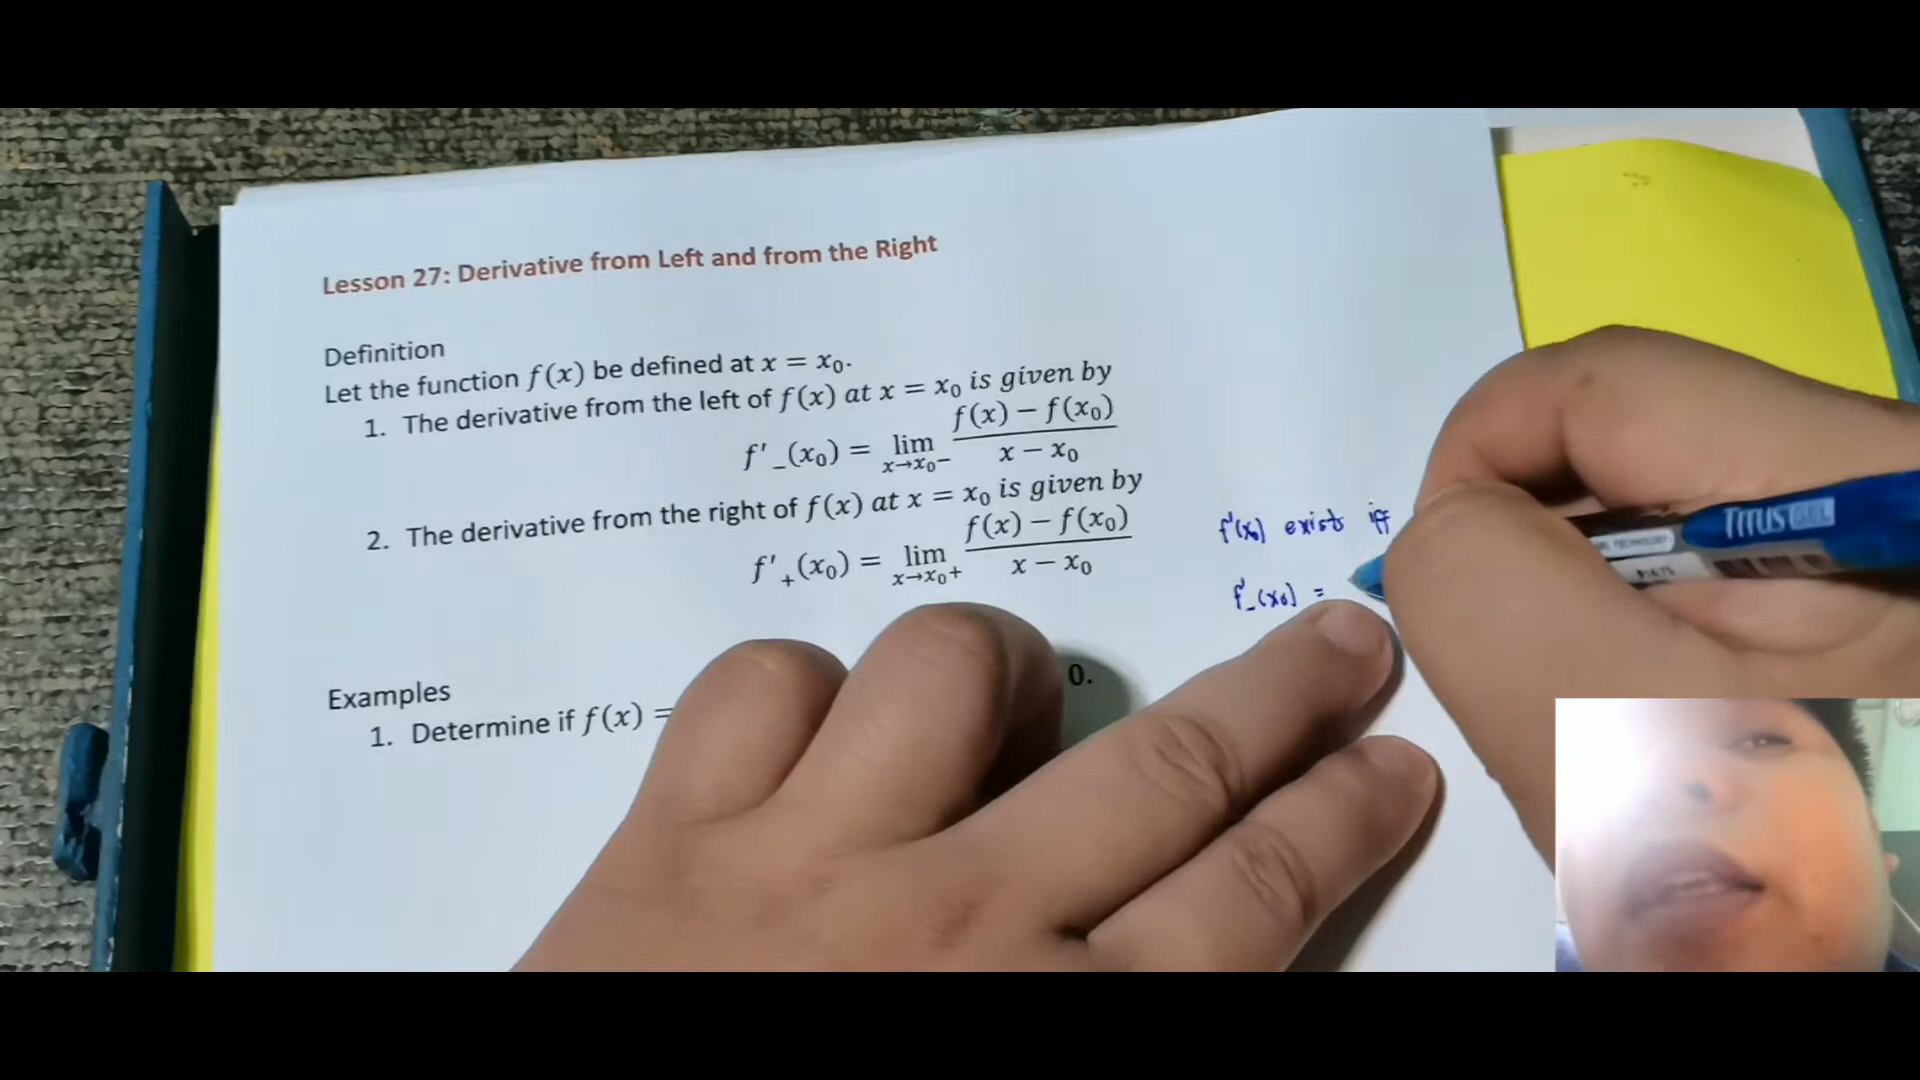 Lesson 27: Derivative from Left and from the Right
Definition
Let the function f(x) be defined at x = x₀.
1. The derivative from the left of f(x) at x = x₀ is given by
f'₋(x₀) = lim x→x₀− f(x) − f(x₀) / x − x₀
2. The derivative from the right of f(x) at x = x₀ is given by
f'₊(x₀) = lim x→x₀+ f(x) − f(x₀) / x − x₀
f'(x₀) exists iff
f'₋(x₀) =
Examples
1. Determine if f(x) = 0.
TITUS GEL
TECHNOLOGY